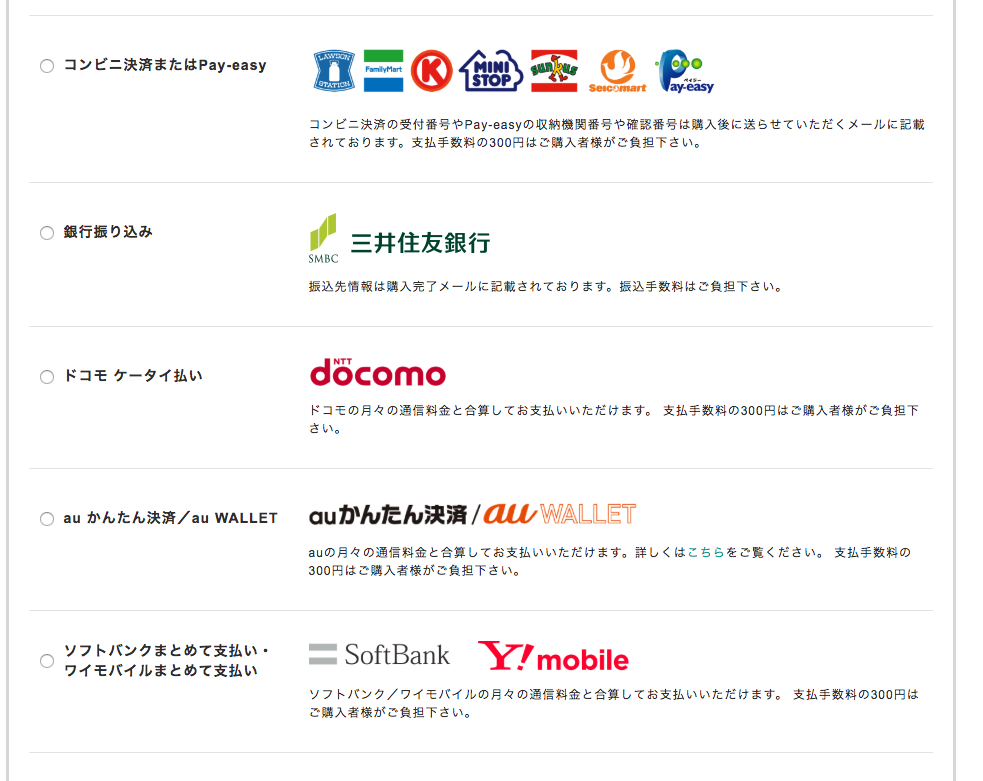 コンビニ決済またはPay-easy
LAWSON
STATION
FamilyMart
K
MINI
STOP
sunkus
Seicomart
ペイジー
Pay-easy
コンビニ決済の受付番号やPay-easyの収納機関番号や確認番号は購入後に送らせていただくメールに記載
されております。支払手数料の300円はご購入者様がご負担下さい。
銀行振り込み
SMBC
三井住友銀行
振込先情報は購入完了メールに記載されております。振込手数料はご負担下さい。
ドコモ ケータイ払い
NTT
docomo
ドコモの月々の通信料金と合算してお支払いいただけます。 支払手数料の300円はご購入者様がご負担下
さい。
au かんたん決済／au WALLET
auかんたん決済/au WALLET
auの月々の通信料金と合算してお支払いいただけます。詳しくはこちらをご覧ください。 支払手数料の
300円はご購入者様がご負担下さい。
ソフトバンクまとめて支払い・
ワイモバイルまとめて支払い
SoftBank
Y!mobile
ソフトバンク／ワイモバイルの月々の通信料金と合算してお支払いいただけます。 支払手数料の300円は
ご購入者様がご負担下さい。